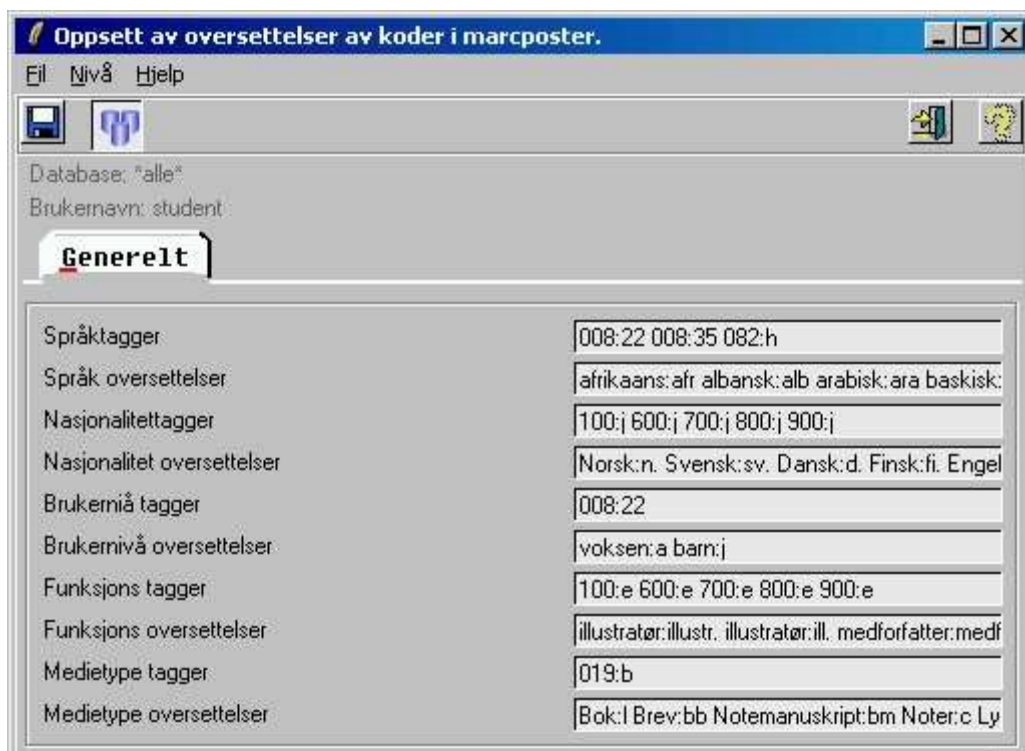 Oppsett av oversettelser av koder i marcposter.
Fil Nivå Hjelp
Database: *alle*
Brukernavn: student
Generelt
Språktagger 008:22 008:35 082:h
Språk oversettelser afrikaans:afr albansk:alb arabisk:ara baskisk:
Nasjonalitettagger 100:j 600:j 700:j 800:j 900:j
Nasjonalitet oversettelser Norsk:n. Svensk:sv. Dansk:d. Finsk:fi. Engel
Brukerniå tagger 008:22
Brukernivå oversettelser voksen:a barn:j
Funksjons tagger 100:e 600:e 700:e 800:e 900:e
Funksjons oversettelser illustratør:illustr. illustratør:ill. medforfatter:medf
Medietype tagger 019:b
Medietype oversettelser Bok:l Brev:bb Notemanuskript:bm Noter:c Ly